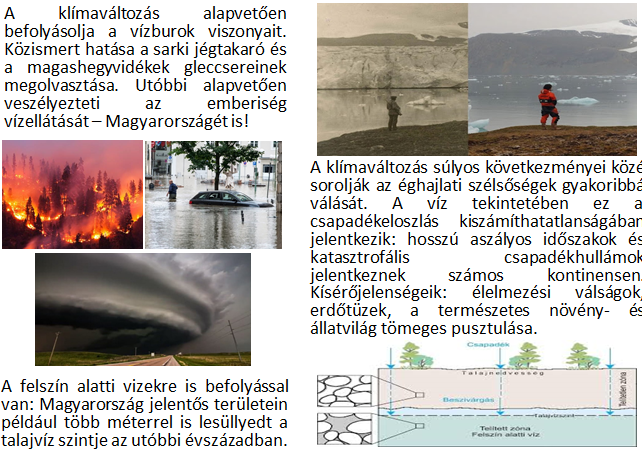 A klímaváltozás alapvetően
befolyásolja a vízburok viszonyait.
Közismert hatása a sarki jégtakaró és
a magashegyvidékek gleccsereinek
megolvasztása. Utóbbi alapvetően
veszélyezteti az emberiség
vízellátását – Magyarországét is!
A felszín alatti vizekre is befolyással
van: Magyarország jelentős területein
például több méterrel is lesüllyedt a
talajvíz szintje az utóbbi évszázadban.
A klímaváltozás súlyos következményei közé
sorolják az éghajlati szélsőségek gyakoribbá
válását. A víz tekintetében ez a
csapadékeloszlás kiszámíthatatlanságában
jelentkezik: hosszú aszályos időszakok és
katasztrofális csapadékhullámok
jelentkeznek számos kontinensen.
Kísérőjelenségeik: élelmezési válságok,
erdőtüzek, a természetes növény- és
állatvilág tömeges pusztulása.
Csapadék
Talajnedvesség
Beszivárgás
Talajvízszint
Telítetlen zóna
Telített zóna
Felszín alatti víz